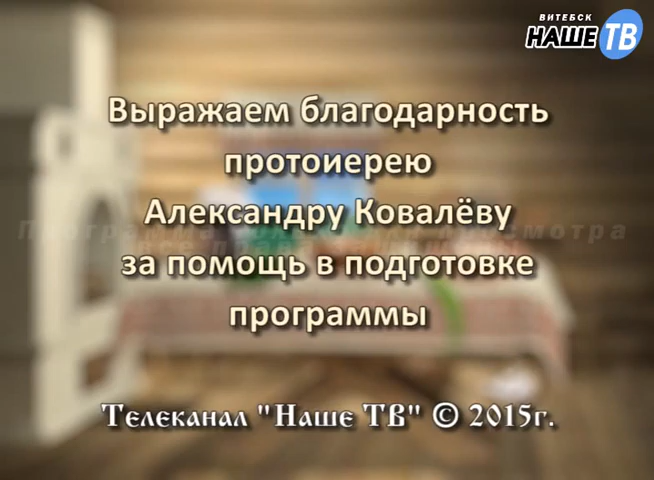 ВИТЕБСК
НАШЕ ТВ
Выражаем благодарность
протоиерею
Александру Ковалёву
за помощь в подготовке
программы
Телеканал "Наше ТВ" © 2015г.